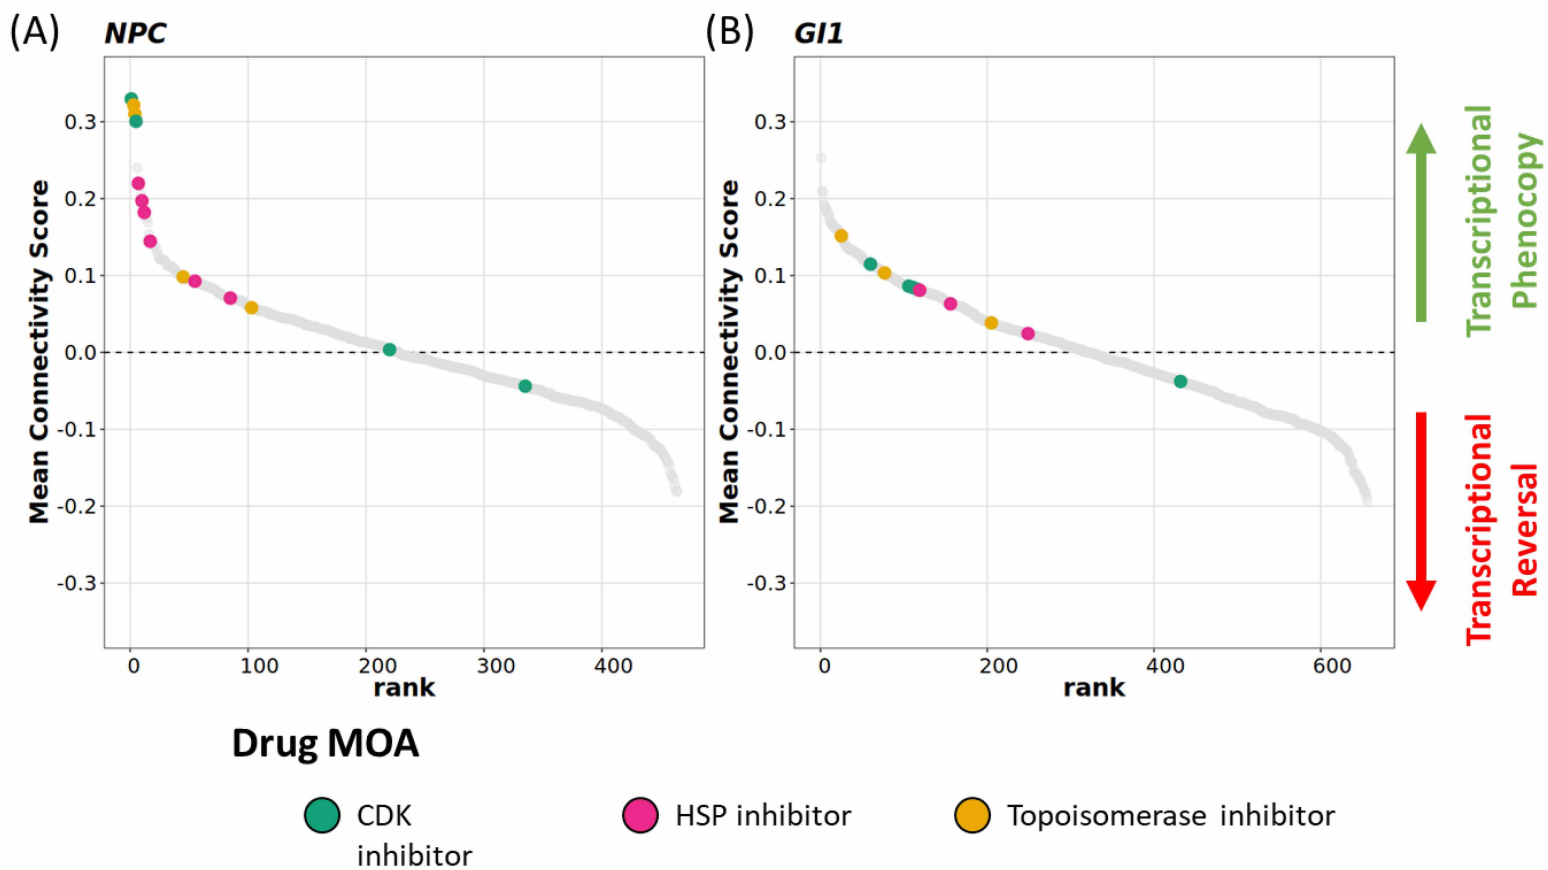 (A)
NPC
(B)
GI1
Mean Connectivity Score
0.3
0.2
0.1
0.0
-0.1
-0.2
-0.3
0 100 200 300 400
rank
Mean Connectivity Score
0.3
0.2
0.1
0.0
-0.1
-0.2
-0.3
0 200 400 600
rank
Transcriptional
Phenocopy
Transcriptional
Reversal
Drug MOA
CDK
inhibitor
HSP inhibitor
Topoisomerase inhibitor